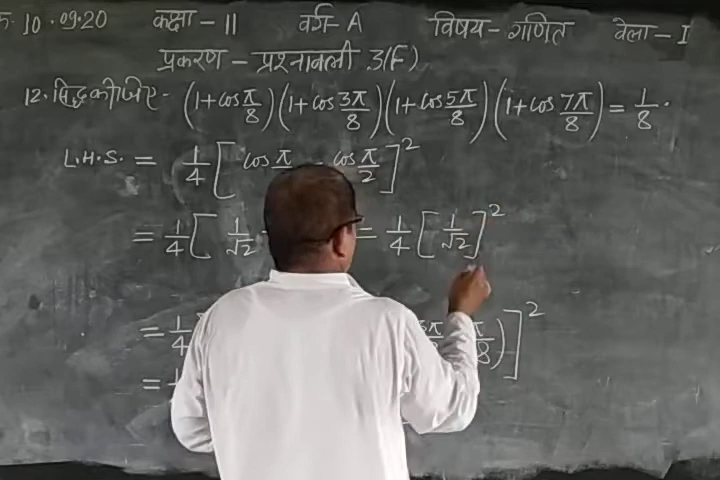 10.09.20 कक्षा - 11 वर्ग - A विषय - गणित वेला - I
प्रकरण - प्रश्नावली 3(F)
12. सिद्ध कीजिए - (1+cos π/8)(1+cos 3π/8)(1+cos 5π/8)(1+cos 7π/8) = 1/8.
L.H.S. = 1/4 [cos π/ - cos π/2]²
= 1/4 [1/√2 = 1/4 [1/√2]²
= 1/4 π/8)]²
=